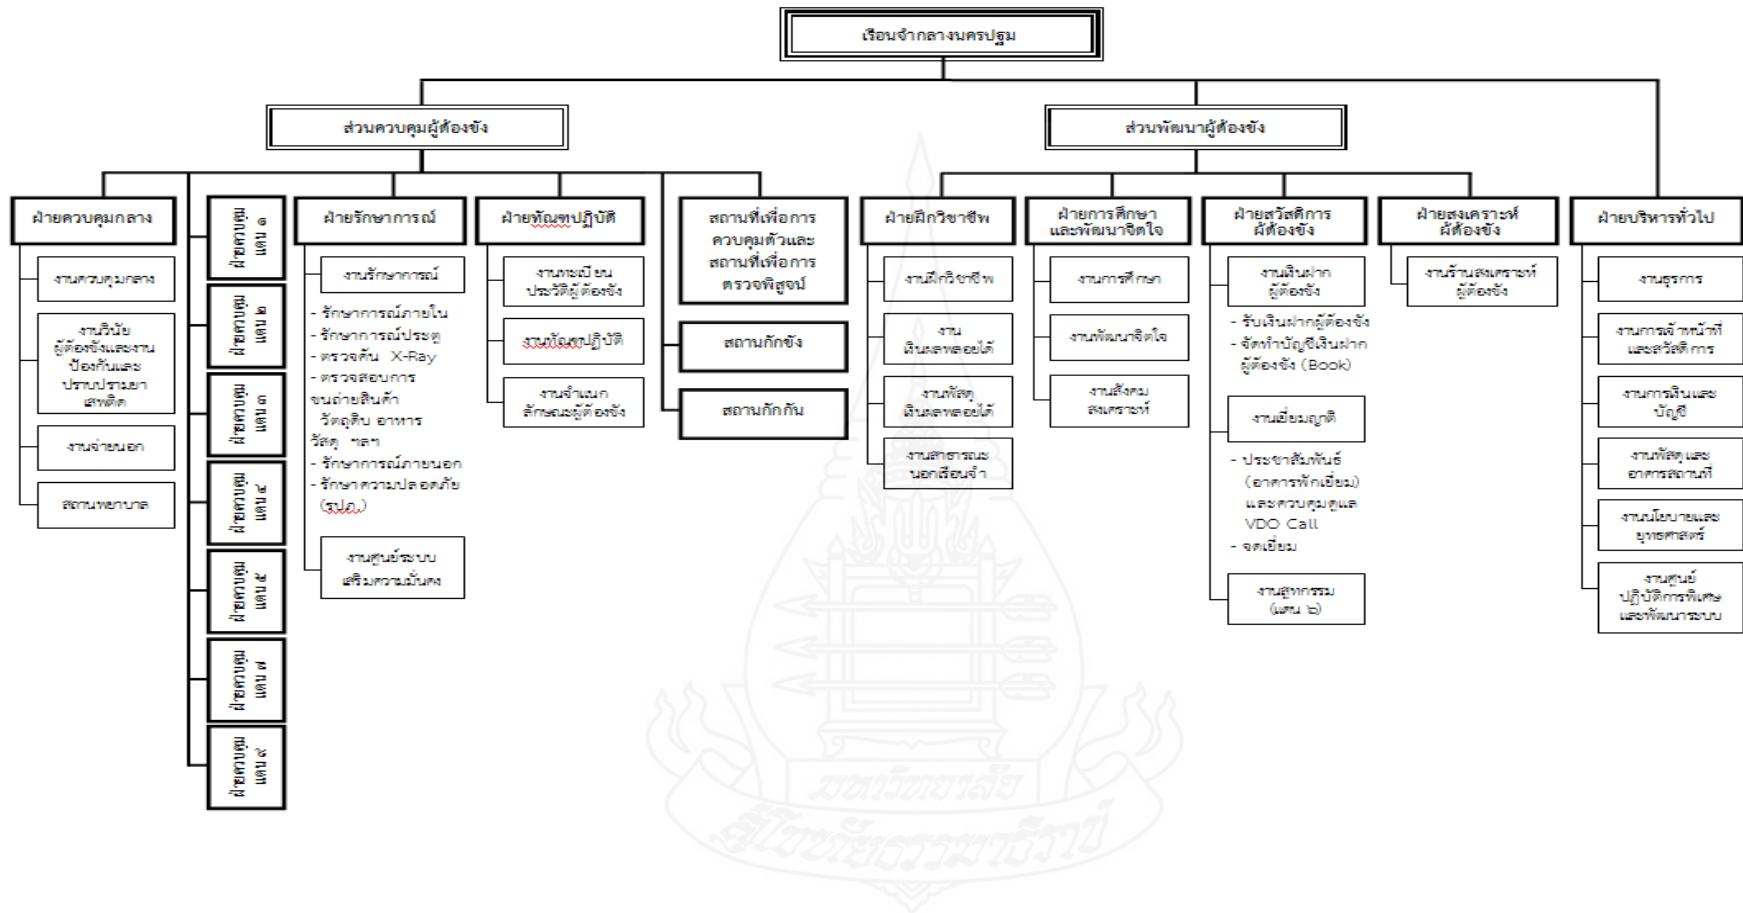 เรือนจำกลางนครปฐม
ส่วนควบคุมผู้ต้องขัง
ส่วนพัฒนาผู้ต้องขัง
ฝ่ายควบคุมกลาง
งานควบคุมกลาง
งานวินัย
ผู้ต้องขังและงาน
ป้องกันและ
ปราบปรามยา
เสพติด
งานจ่ายนอก
สถานพยาบาล
ฝ่ายควบคุม
แดน ๑
ฝ่ายควบคุม
แดน ๒
ฝ่ายควบคุม
แดน ๓
ฝ่ายควบคุม
แดน ๔
ฝ่ายควบคุม
แดน ๕
ฝ่ายควบคุม
แดน ๗
ฝ่ายควบคุม
แดน ๙
ฝ่ายรักษาการณ์
งานรักษาการณ์
- รักษาการณ์ภายใน
- รักษาการณ์ประตู
- ตรวจค้น X-Ray
- ตรวจสอบการ
ขนถ่ายสินค้า
วัตถุดิบ อาหาร
วัสดุ ฯลฯ
- รักษาการณ์ภายนอก
- รักษาความปลอดภัย
(รปภ.)
งานศูนย์ระบบ
เสริมความมั่นคง
ฝ่ายทัณฑปฏิบัติ
งานทะเบียน
ประวัติผู้ต้องขัง
งานทัณฑปฏิบัติ
งานจำแนก
ลักษณะผู้ต้องขัง
สถานที่เพื่อการ
ควบคุมตัวและ
สถานที่เพื่อการ
ตรวจพิสูจน์
สถานกักขัง
สถานกักกัน
ฝ่ายฝึกวิชาชีพ
งานฝึกวิชาชีพ
งาน
เงินผลพลอยได้
งานพัสดุ
เงินผลพลอยได้
งานสาธารณะ
นอกเรือนจำ
ฝ่ายการศึกษา
และพัฒนาจิตใจ
งานการศึกษา
งานพัฒนาจิตใจ
งานสังคม
สงเคราะห์
ฝ่ายสวัสดิการ
ผู้ต้องขัง
งานเงินฝาก
ผู้ต้องขัง
- รับเงินฝากผู้ต้องขัง
- จัดทำบัญชีเงินฝาก
ผู้ต้องขัง (Book)
งานเยี่ยมญาติ
- ประชาสัมพันธ์
(อาคารพักเยี่ยม)
และควบคุมดูแล
VDO Call
- จดเยี่ยม
งานสูทกรรม
(แดน ๖)
ฝ่ายสงเคราะห์
ผู้ต้องขัง
งานร้านสงเคราะห์
ผู้ต้องขัง
ฝ่ายบริหารทั่วไป
งานธุรการ
งานการเจ้าหน้าที่
และสวัสดิการ
งานการเงินและ
บัญชี
งานพัสดุและ
อาคารสถานที่
งานนโยบายและ
ยุทธศาสตร์
งานศูนย์
ปฏิบัติการพิเศษ
และพัฒนาระบบ
มหาวิทยาลัย
สุโขทัยธรรมาธิราช